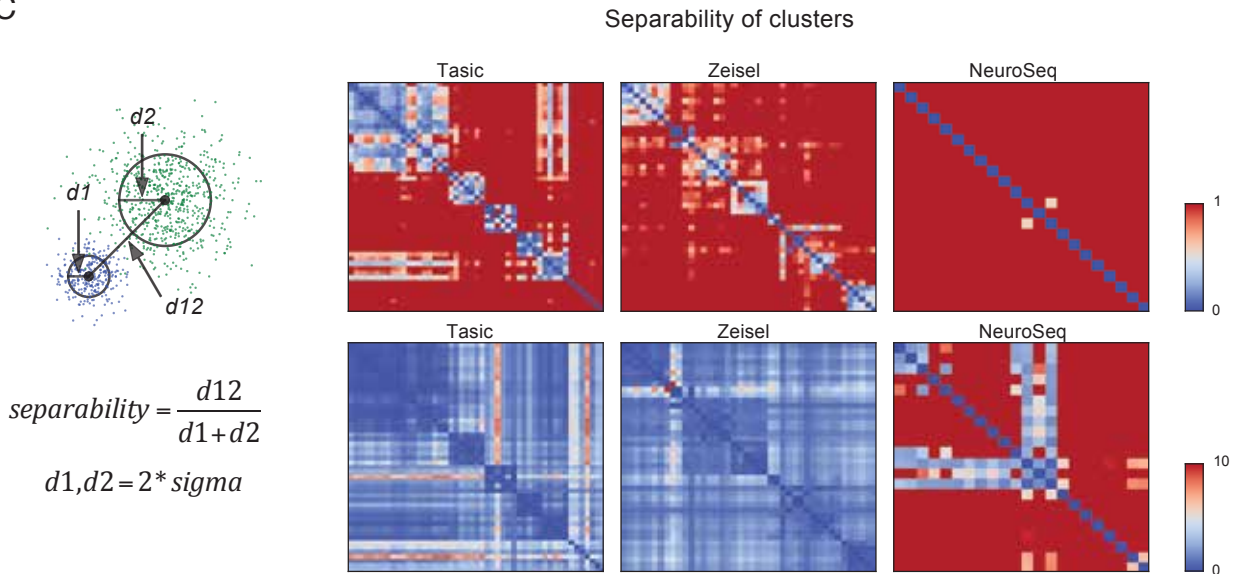 C
Separability of clusters
Tasic
Zeisel
NeuroSeq
d2
d1
d12
1
0
Tasic
Zeisel
NeuroSeq
separability = d12 / d1+d2
d1,d2=2* sigma
10
0